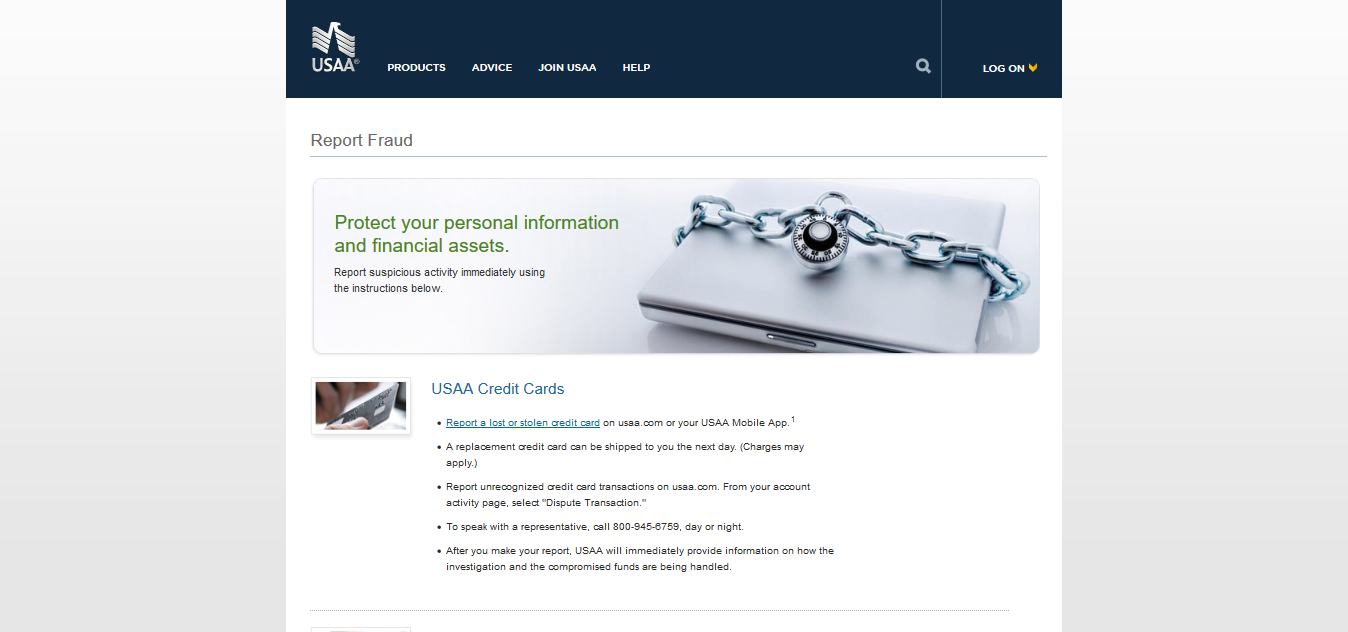 USAA®
PRODUCTS
ADVICE
JOIN USAA
HELP
LOG ON
Report Fraud
Protect your personal information
and financial assets.
Report suspicious activity immediately using
the instructions below.
USAA Credit Cards
• Report a lost or stolen credit card on usaa.com or your USAA Mobile App.1
• A replacement credit card can be shipped to you the next day. (Charges may
apply.)
• Report unrecognized credit card transactions on usaa.com. From your account
activity page, select "Dispute Transaction."
• To speak with a representative, call 800-945-6759, day or night.
• After you make your report, USAA will immediately provide information on how the
investigation and the compromised funds are being handled.